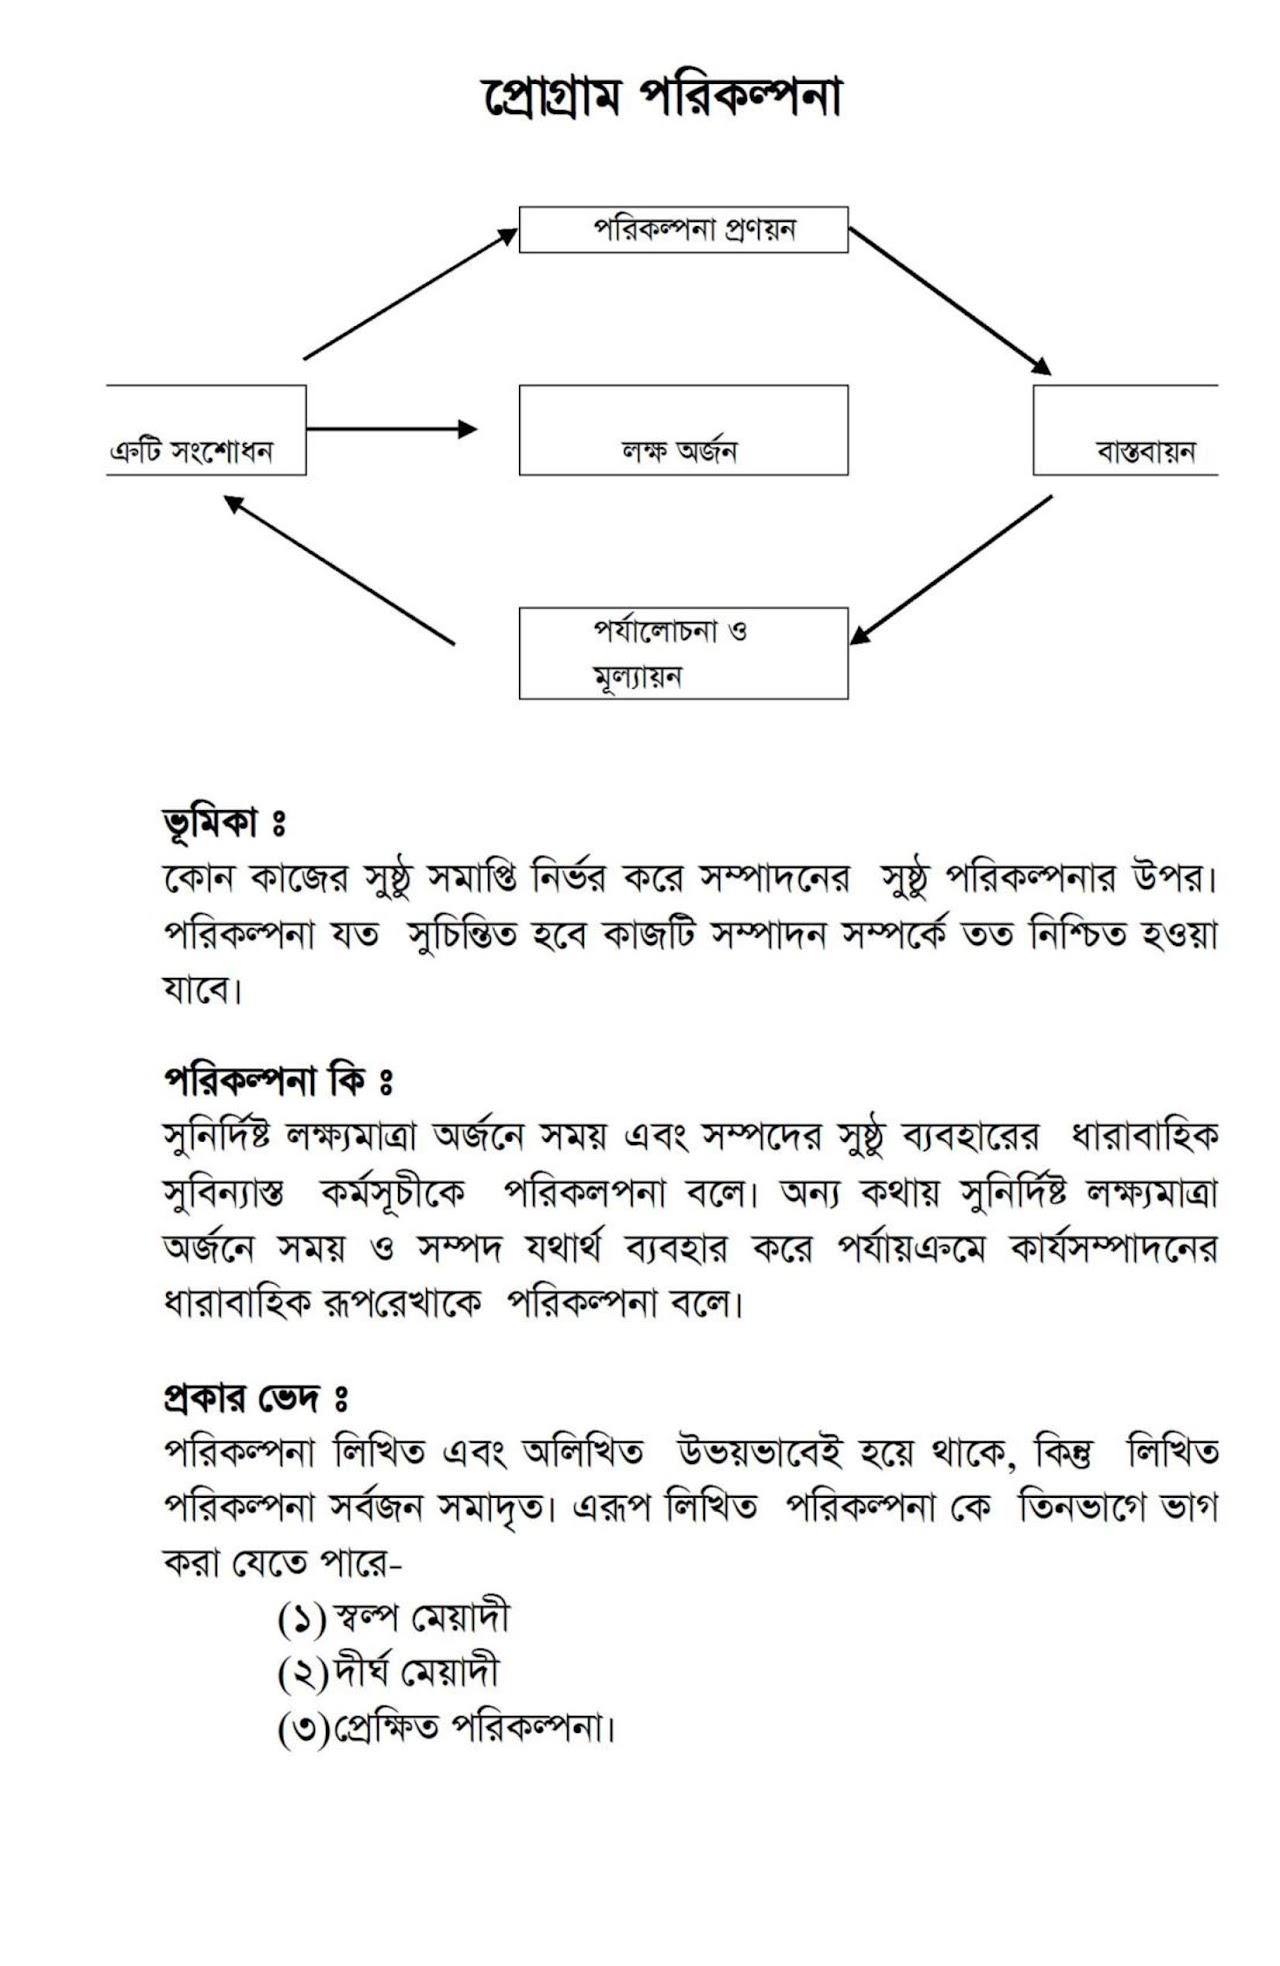 প্রোগ্রাম পরিকল্পনা
পরিকল্পনা প্রণয়ন
ত্রুটি সংশোধন
লক্ষ অর্জন
বাস্তবায়ন
পর্যালোচনা ও
মূল্যায়ন
ভূমিকা ঃ
কোন কাজের সুষ্ঠু সমাপ্তি নির্ভর করে সম্পাদনের সুষ্ঠু পরিকল্পনার উপর।
পরিকল্পনা যত সুচিন্তিত হবে কাজটি সম্পাদন সম্পর্কে তত নিশ্চিত হওয়া
যাবে।
পরিকল্পনা কি ঃ
সুনির্দিষ্ট লক্ষ্যমাত্রা অর্জনে সময় এবং সম্পদের সুষ্ঠু ব্যবহারের ধারাবাহিক
সুবিন্যাস্ত কর্মসূচীকে পরিকলপনা বলে। অন্য কথায় সুনির্দিষ্ট লক্ষ্যমাত্রা
অর্জনে সময় ও সম্পদ যথার্থ ব্যবহার করে পর্যায়ক্রমে কার্যসম্পাদনের
ধারাবাহিক রূপরেখাকে পরিকল্পনা বলে।
প্রকার ভেদ ঃ
পরিকল্পনা লিখিত এবং অলিখিত উভয়ভাবেই হয়ে থাকে, কিন্তু লিখিত
পরিকল্পনা সর্বজন সমাদৃত। এরূপ লিখিত পরিকল্পনা কে তিনভাগে ভাগ
করা যেতে পারে-
(১) স্বল্প মেয়াদী
(২) দীর্ঘ মেয়াদী
(৩) প্রেক্ষিত পরিকল্পনা।